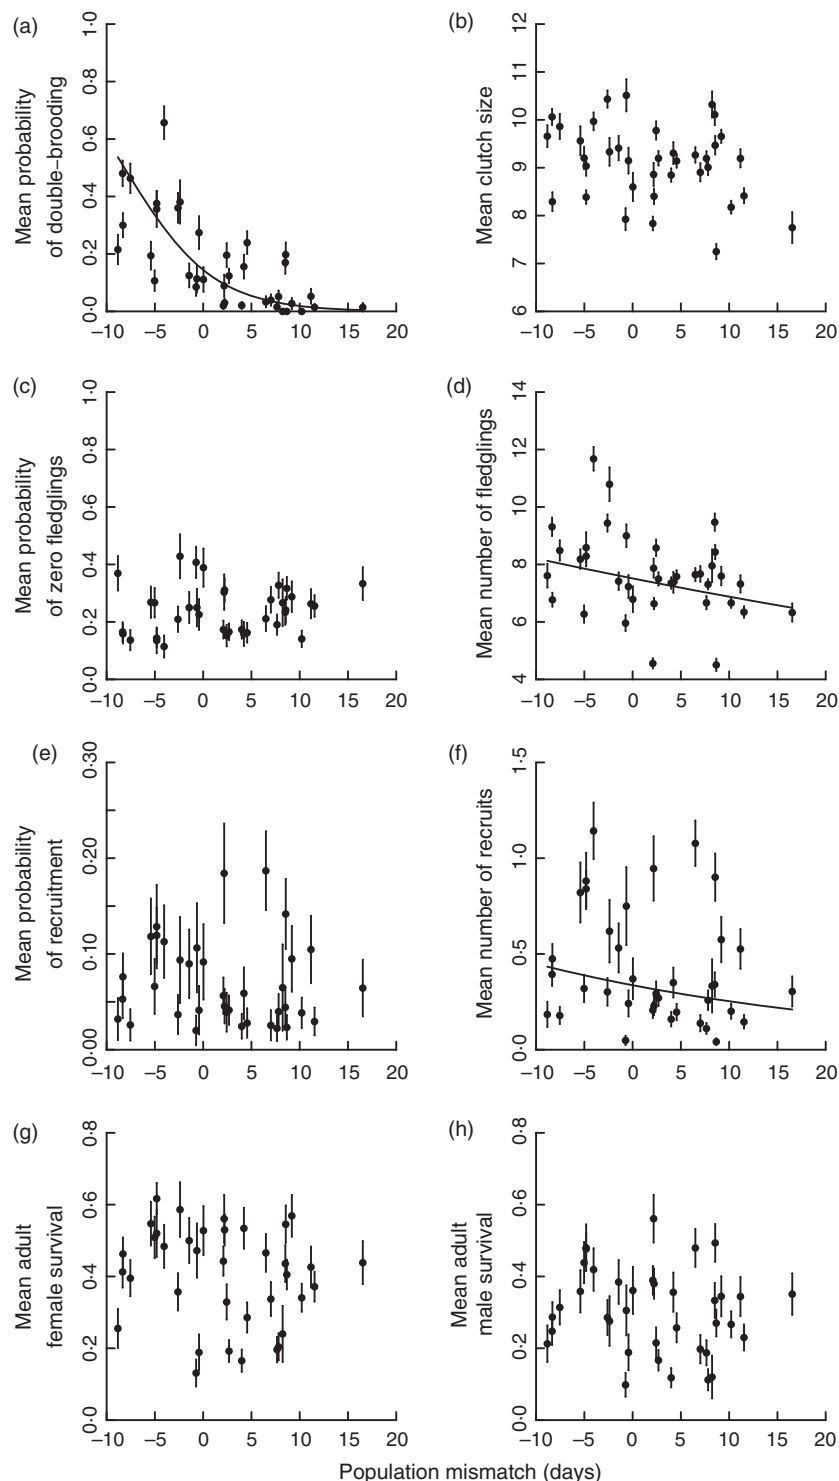 (a)
Mean probability
of double–brooding
0·0 0·2 0·4 0·6 0·8 1·0
–10 –5 0 5 10 15 20
(b)
Mean clutch size
6 7 8 9 10 11 12
–10 –5 0 5 10 15 20
(c)
Mean probability
of zero fledglings
0·0 0·2 0·4 0·6 0·8 1·0
–10 –5 0 5 10 15 20
(d)
Mean number of fledglings
4 6 8 10 12 14
–10 –5 0 5 10 15 20
(e)
Mean probability
of recruitment
0·00 0·10 0·20 0·30
–10 –5 0 5 10 15 20
(f)
Mean number of recruits
0·0 0·5 1·0 1·5
–10 –5 0 5 10 15 20
(g)
Mean adult
female survival
0·0 0·2 0·4 0·6 0·8
–10 –5 0 5 10 15 20
(h)
Mean adult
male survival
0·0 0·2 0·4 0·6 0·8
–10 –5 0 5 10 15 20
Population mismatch (days)